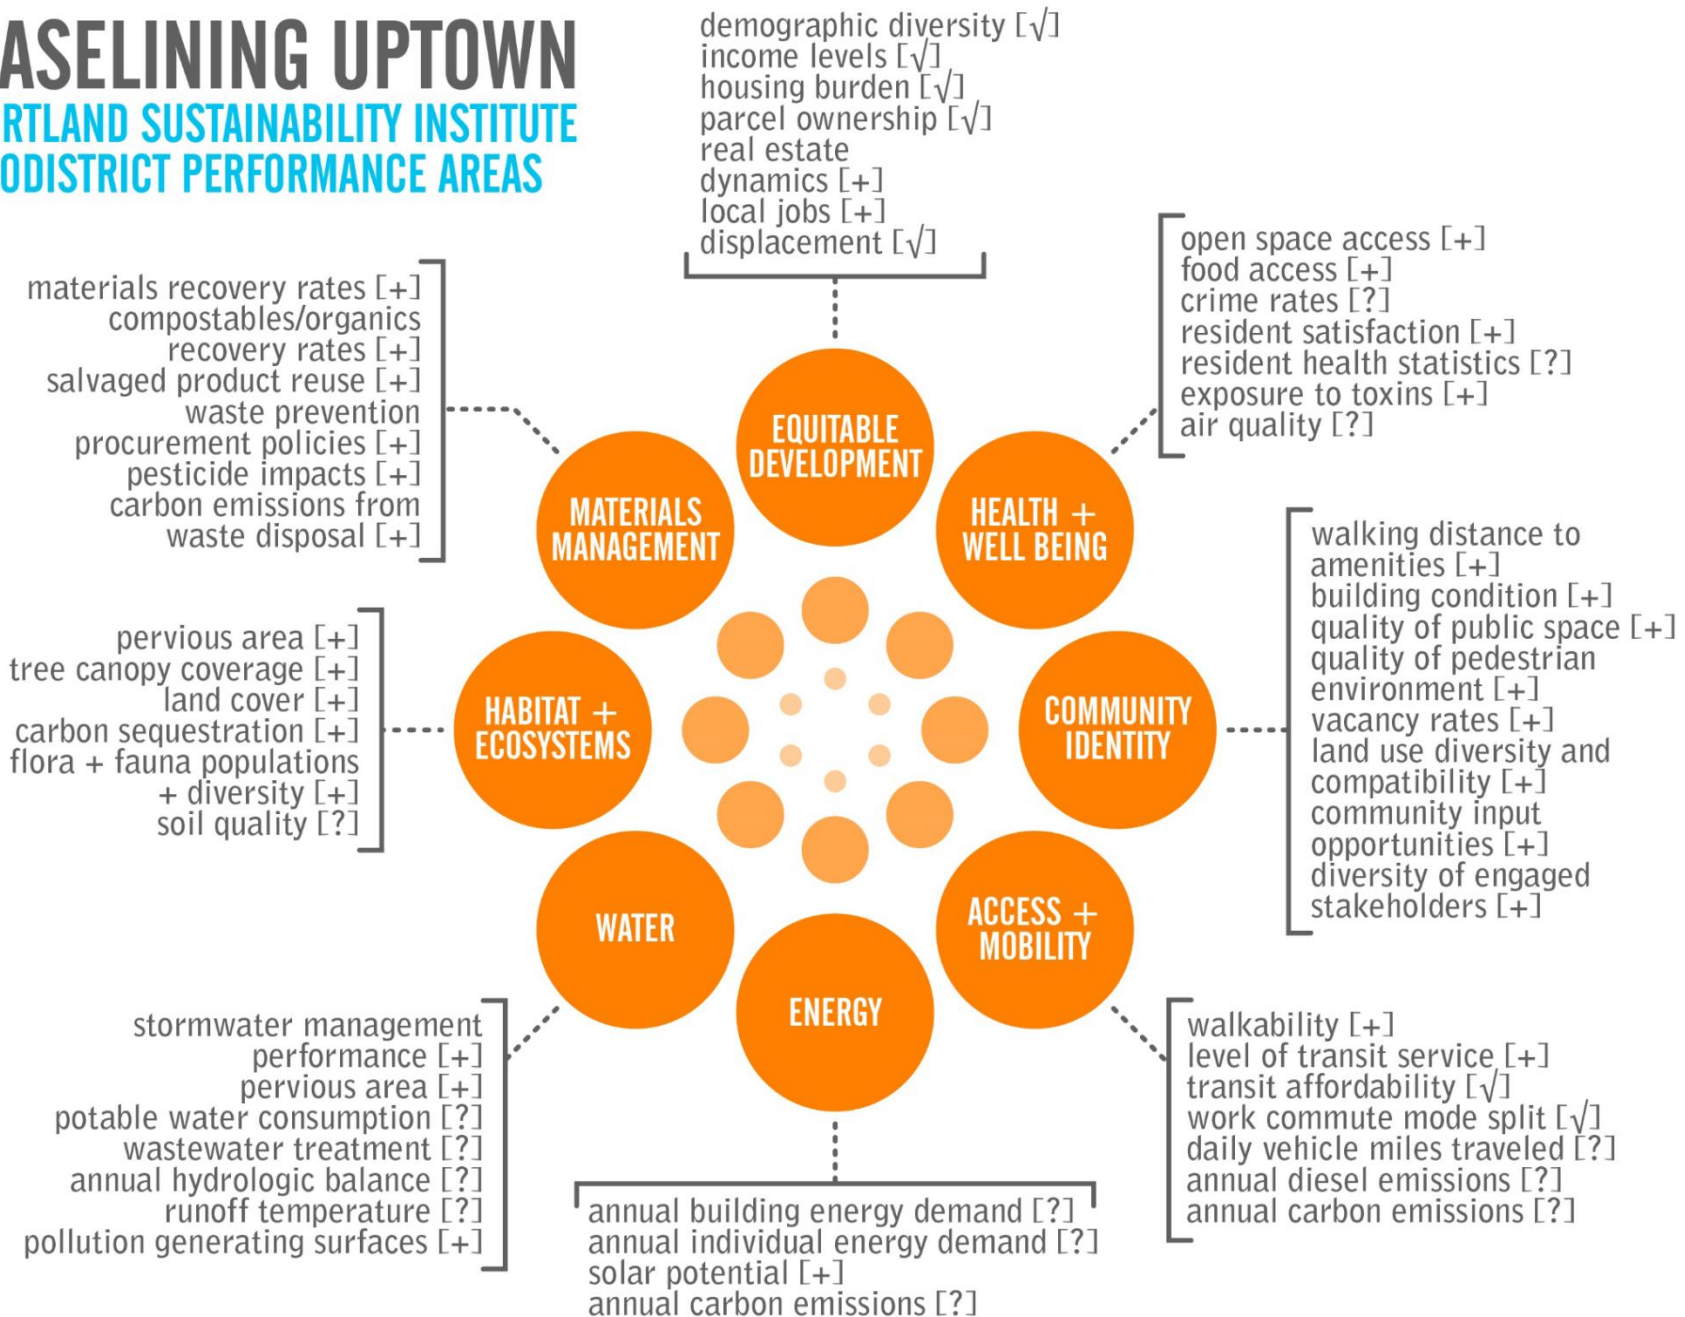 ASELINING UPTOWN
RTLAND SUSTAINABILITY INSTITUTE
ODISTRICT PERFORMANCE AREAS
demographic diversity [√]
income levels [√]
housing burden [√]
parcel ownership [√]
real estate
dynamics [+]
local jobs [+]
displacement [√]
open space access [+]
food access [+]
crime rates [?]
resident satisfaction [+]
resident health statistics [?]
exposure to toxins [+]
air quality [?]
materials recovery rates [+]
compostables/organics
recovery rates [+]
salvaged product reuse [+]
waste prevention
procurement policies [+]
pesticide impacts [+]
carbon emissions from
waste disposal [+]
EQUITABLE
DEVELOPMENT
MATERIALS
MANAGEMENT
HEALTH +
WELL BEING
walking distance to
amenities [+]
building condition [+]
quality of public space [+]
quality of pedestrian
environment [+]
vacancy rates [+]
land use diversity and
compatibility [+]
community input
opportunities [+]
diversity of engaged
stakeholders [+]
pervious area [+]
tree canopy coverage [+]
land cover [+]
carbon sequestration [+]
flora + fauna populations
+ diversity [+]
soil quality [?]
HABITAT +
ECOSYSTEMS
COMMUNITY
IDENTITY
WATER
ACCESS +
MOBILITY
ENERGY
stormwater management
performance [+]
pervious area [+]
potable water consumption [?]
wastewater treatment [?]
annual hydrologic balance [?]
runoff temperature [?]
pollution generating surfaces [+]
walkability [+]
level of transit service [+]
transit affordability [√]
work commute mode split [√]
daily vehicle miles traveled [?]
annual diesel emissions [?]
annual carbon emissions [?]
annual building energy demand [?]
annual individual energy demand [?]
solar potential [+]
annual carbon emissions [?]